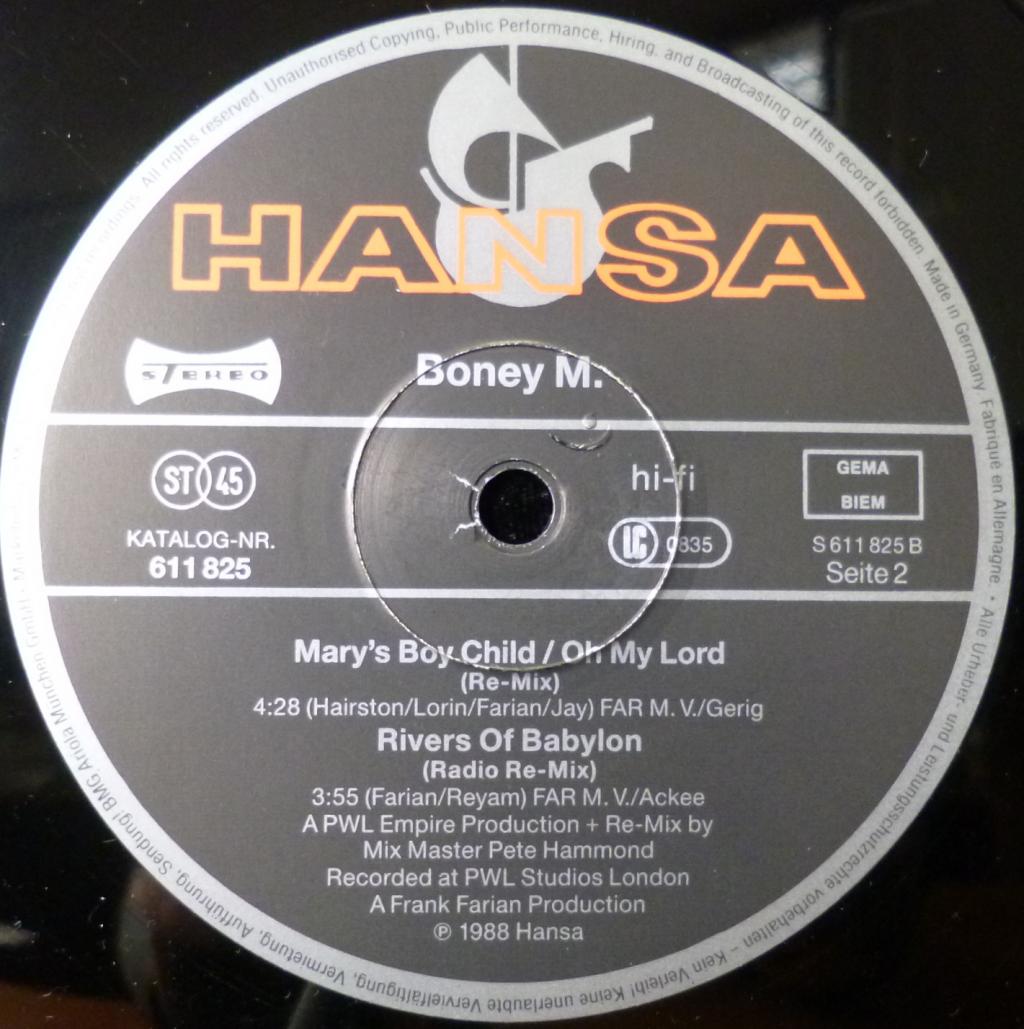 All rights reserved. Unauthorised Copying, Public Performance, Hiring, and Broadcasting of this record forbidden. Made in Germany. Fabriqué en Allemagne. • Alle Urheber- und Leistungsschutzrechte vorbehalten – Kein Verleih! Keine unerlaubte Vervielfältigung, Vermietung, Aufführung, Sendung! BMG Ariola München GmbH
HANSA
STEREO
Boney M.
ST 45
hi-fi
GEMA
BIEM
KATALOG-NR.
611 825
LC 0835
S 611 825 B
Seite 2
Mary's Boy Child / Oh My Lord
(Re-Mix)
4:28 (Hairston/Lorin/Farian/Jay) FAR M. V./Gerig
Rivers Of Babylon
(Radio Re-Mix)
3:55 (Farian/Reyam) FAR M. V./Ackee
A PWL Empire Production + Re-Mix by
Mix Master Pete Hammond
Recorded at PWL Studios London
A Frank Farian Production
℗ 1988 Hansa